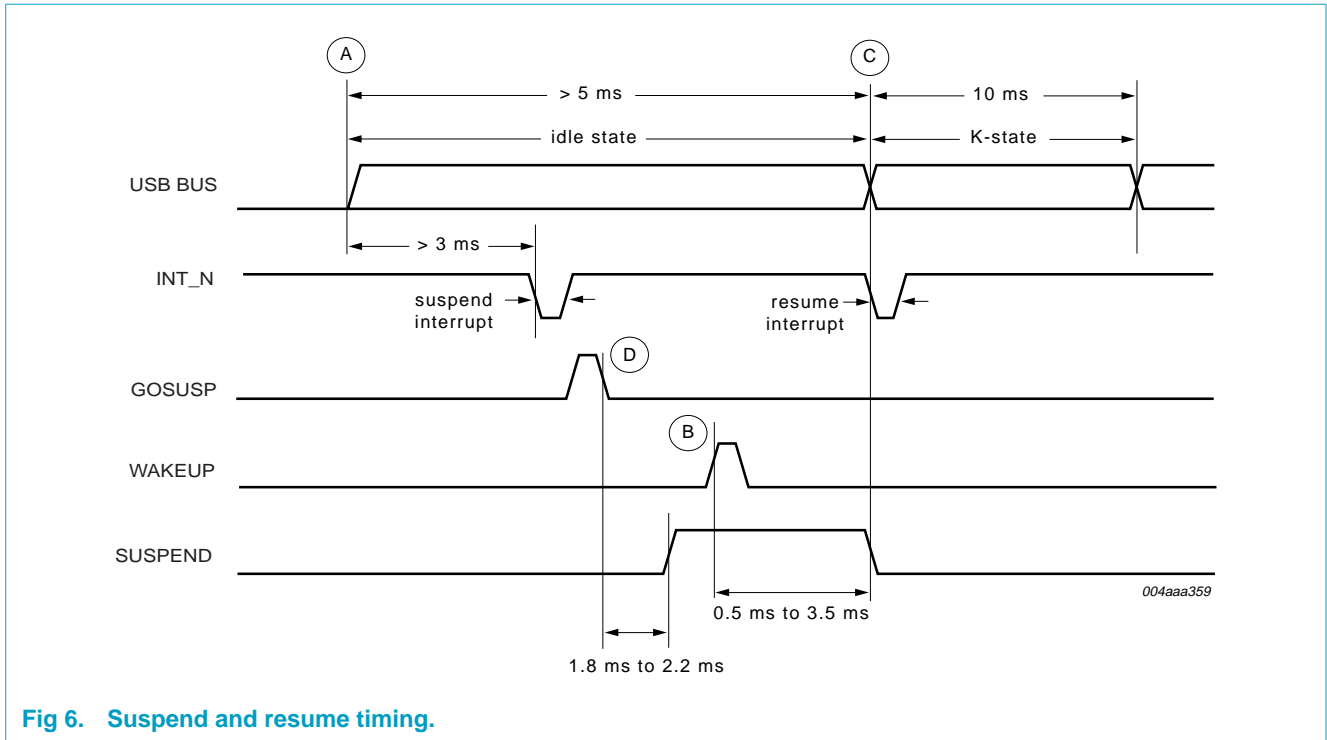 A
C
> 5 ms
10 ms
idle state
K-state
USB BUS
> 3 ms
INT_N
suspend
interrupt
resume
interrupt
D
GOSUSP
B
WAKEUP
SUSPEND
004aaa359
0.5 ms to 3.5 ms
1.8 ms to 2.2 ms
Fig 6. Suspend and resume timing.